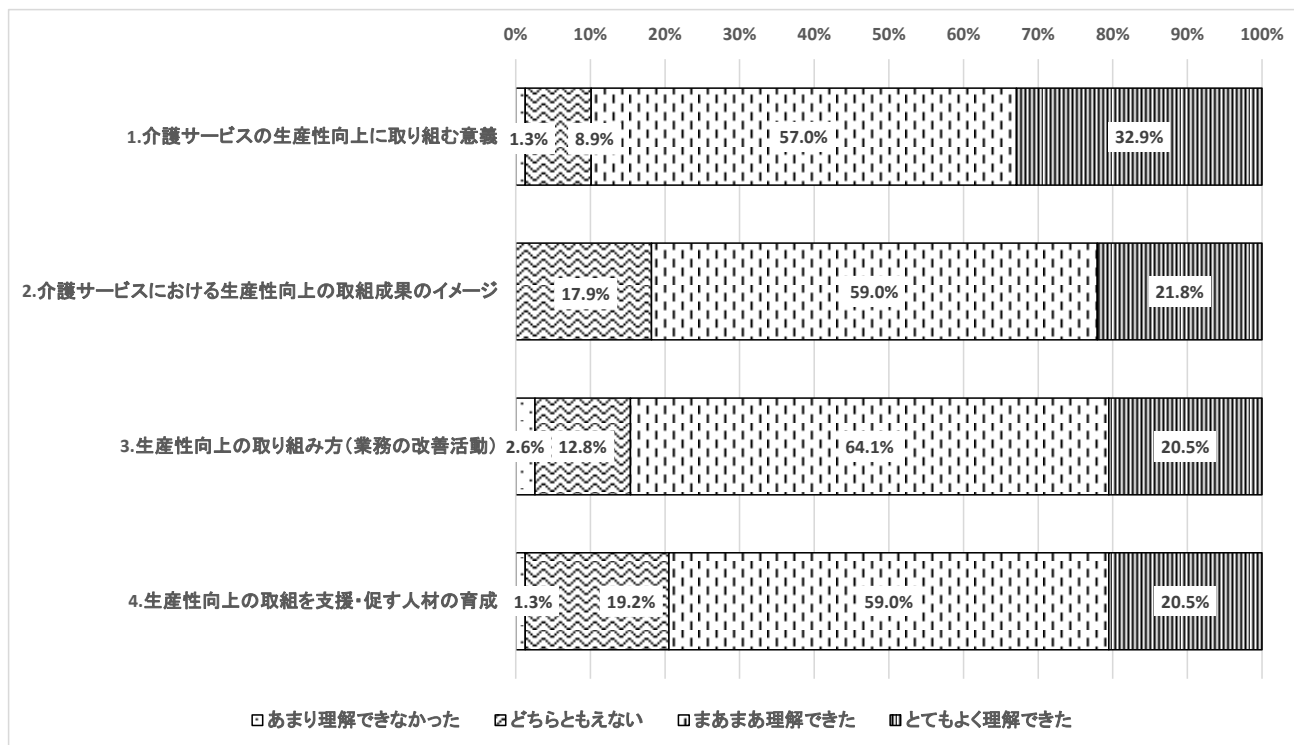 0% 10% 20% 30% 40% 50% 60% 70% 80% 90% 100%
1.介護サービスの生産性向上に取り組む意義 1.3% 8.9% 57.0% 32.9%
2.介護サービスにおける生産性向上の取組成果のイメージ 17.9% 59.0% 21.8%
3.生産性向上の取り組み方(業務の改善活動) 2.6% 12.8% 64.1% 20.5%
4.生産性向上の取組を支援・促す人材の育成 1.3% 19.2% 59.0% 20.5%
あまり理解できなかった どちらともえない まあまあ理解できた とてもよく理解できた